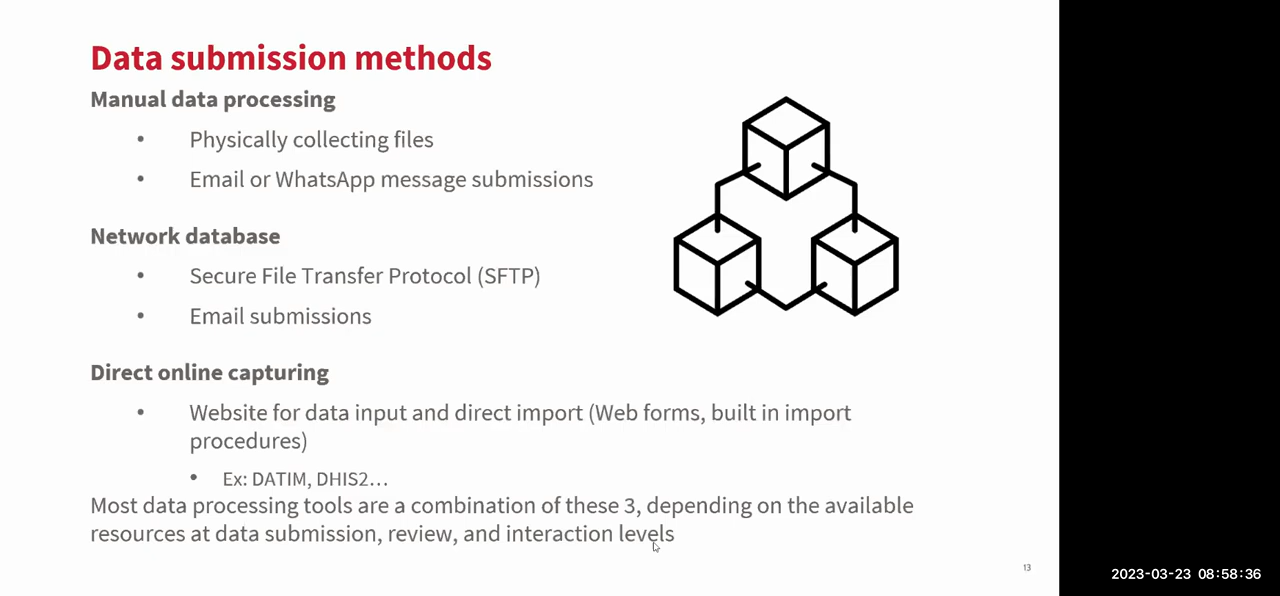 Data submission methods
Manual data processing
• Physically collecting files
• Email or WhatsApp message submissions
Network database
• Secure File Transfer Protocol (SFTP)
• Email submissions
Direct online capturing
• Website for data input and direct import (Web forms, built in import
procedures)
• Ex: DATIM, DHIS2...
Most data processing tools are a combination of these 3, depending on the available
resources at data submission, review, and interaction levels
13
2023-03-23 08:58:36